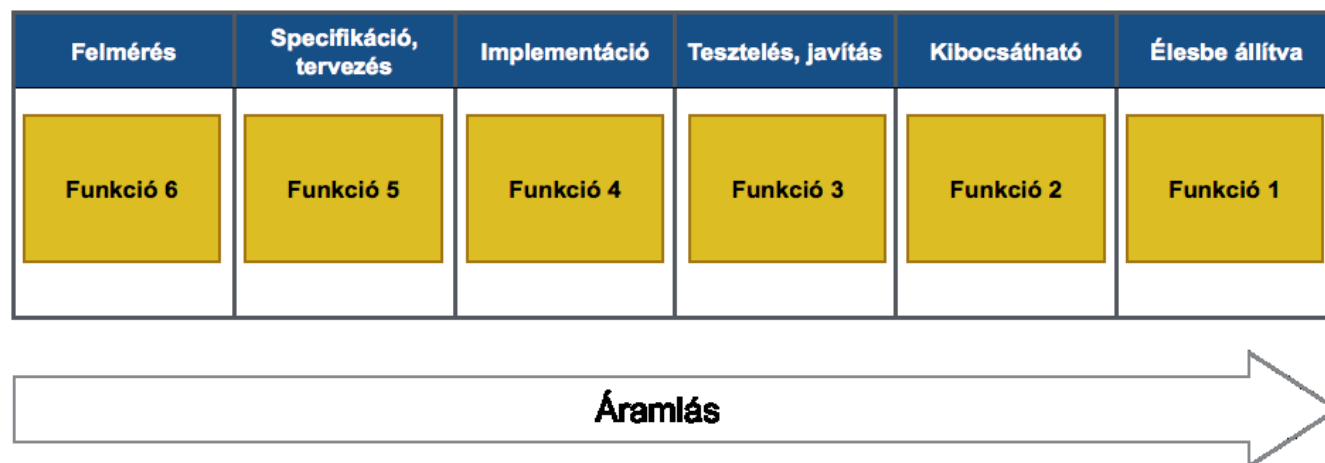 Felmérés
Specifikáció,
tervezés
Implementáció
Tesztelés, javítás
Kibocsátható
Élesbe állítva
Funkció 6
Funkció 5
Funkció 4
Funkció 3
Funkció 2
Funkció 1
Áramlás